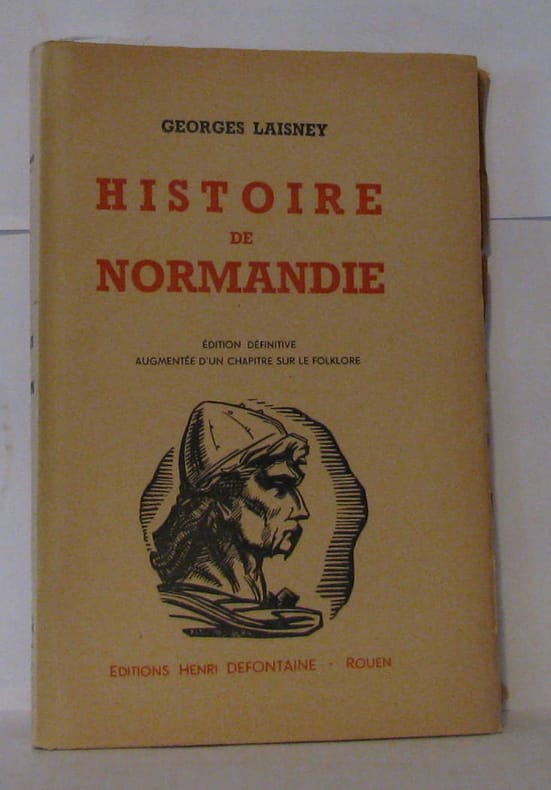 GEORGES LAISNEY
HISTOIRE
DE
NORMANDIE
ÉDITION DÉFINITIVE
AUGMENTÉE D'UN CHAPITRE SUR LE FOLKLORE
EDITIONS HENRI DEFONTAINE - ROUEN